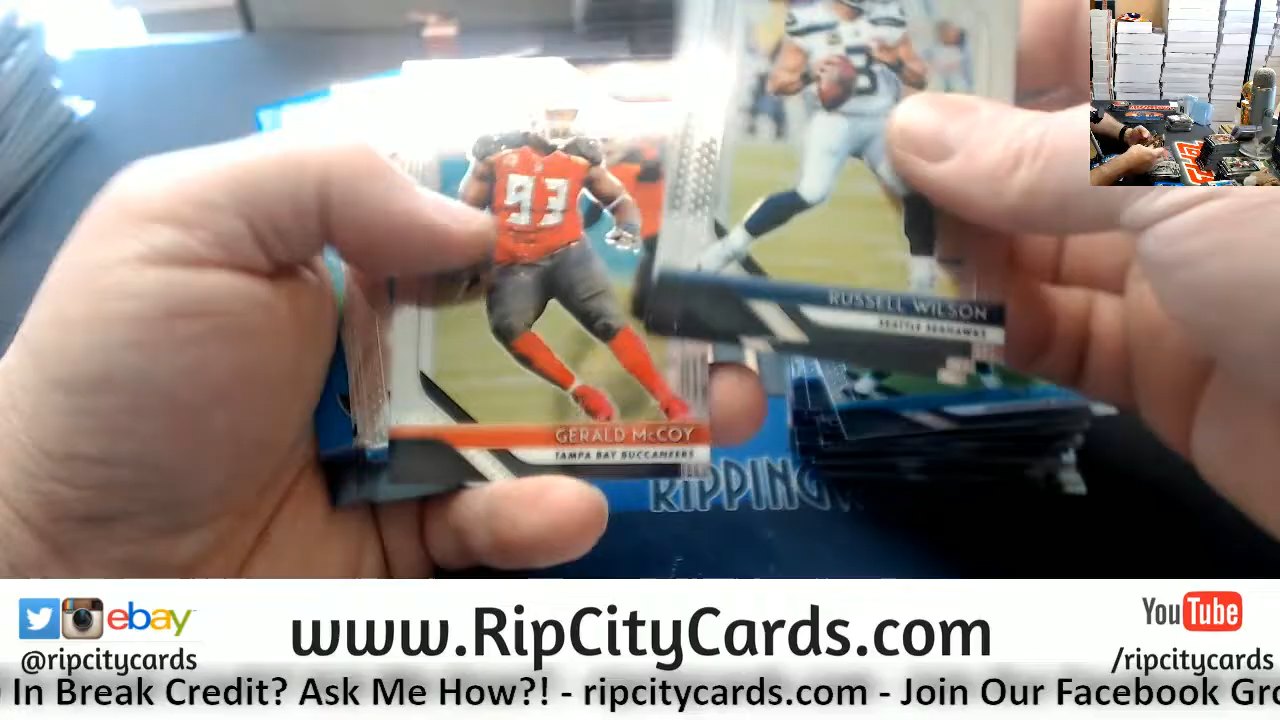 93
3
RUSSELL WILSON
SEATTLE SEAHAWKS
GERALD McCOY
TAMPA BAY BUCCANEERS
RIPPING
ebay
www.RipCityCards.com
YouTube
@ripcitycards
/ripcitycards
In Break Credit? Ask Me How?! - ripcitycards.com - Join Our Facebook Gro